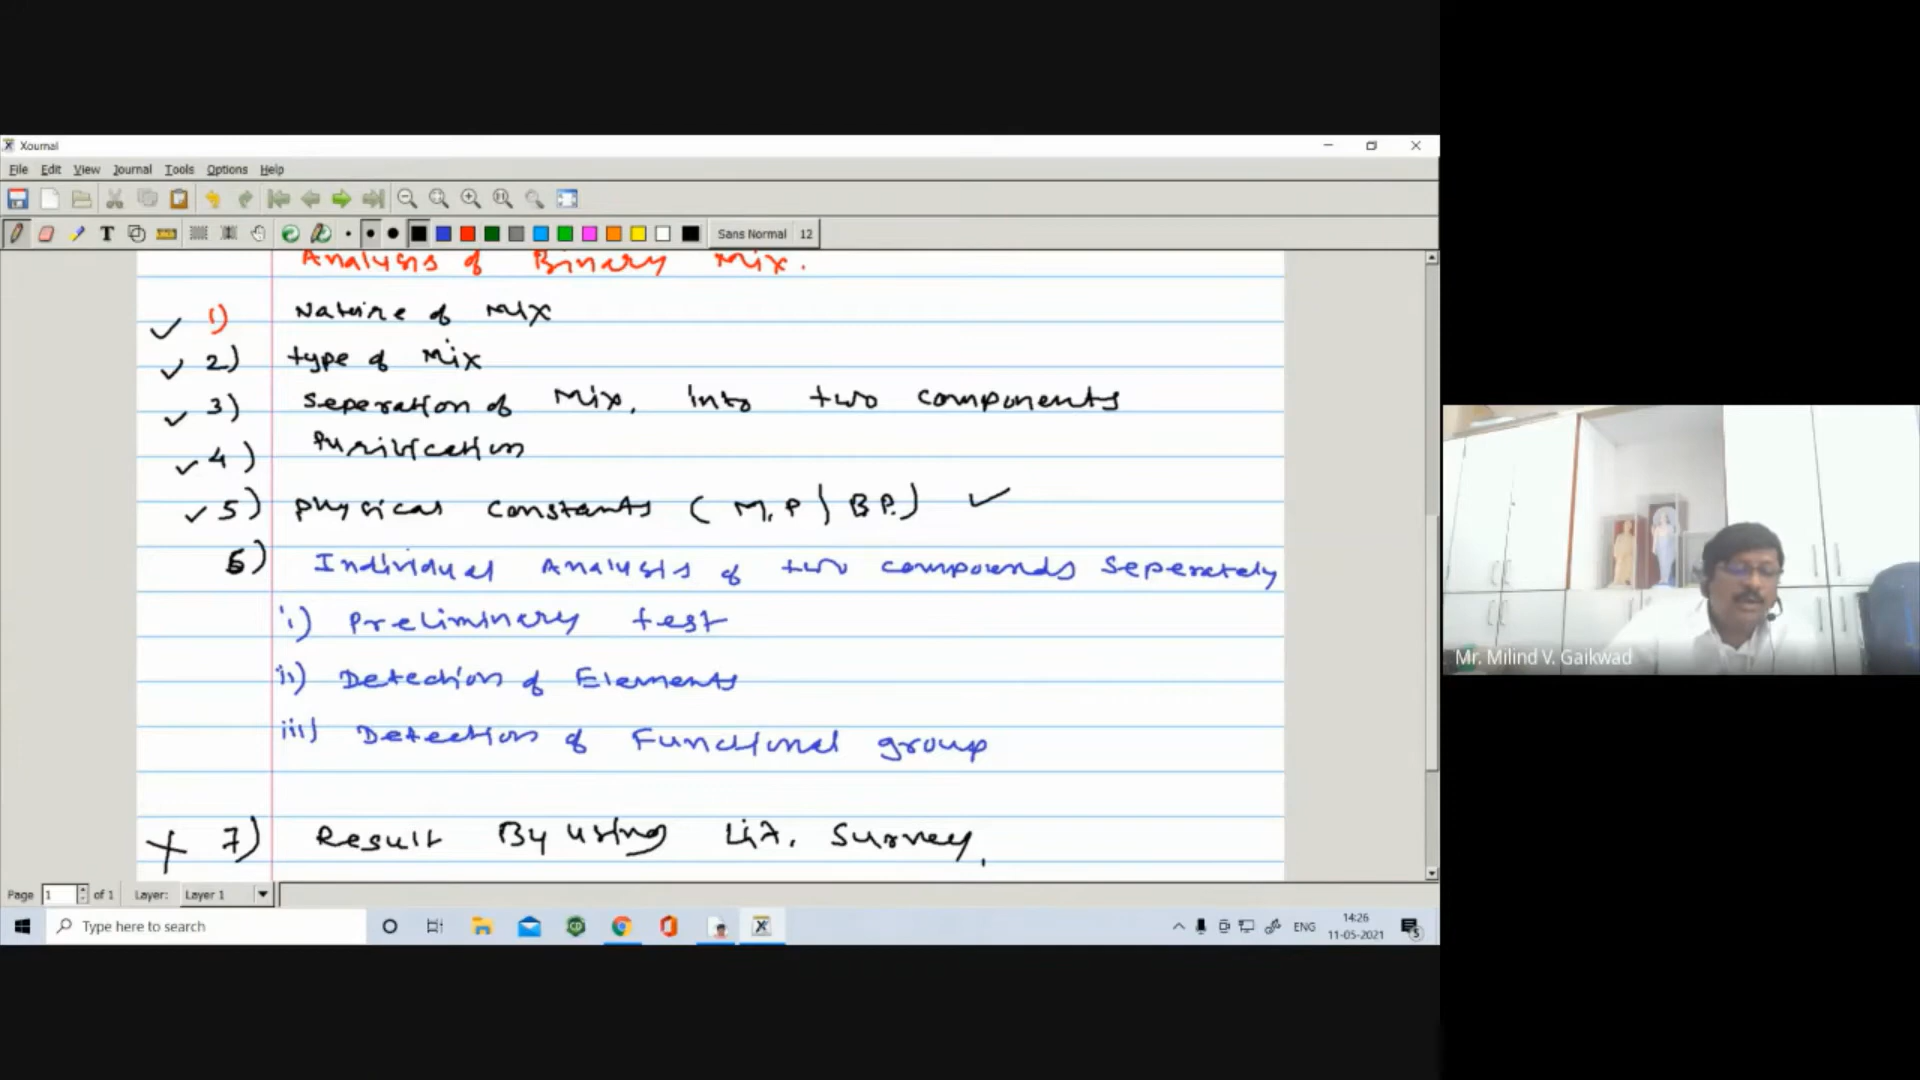 Xournal
File Edit View Journal Tools Options Help
Sans Normal 12
Analysis of Binary Mix.
1) Nature of Mix
2) type of Mix
3) Seperation of Mix. into two components
4) Purification
5) Physical constants ( M.P | B.P.)
6) Individual Analysis of two compounds Seperately
i) Preliminary test
ii) Detection of Elements
iii) Detection of Functional group
7) Result By using Lit. Survey.
Page 1 of 1 Layer: Layer 1
Type here to search
ENG
14:26
11-05-2021
5
Mr. Milind V. Gaikwad